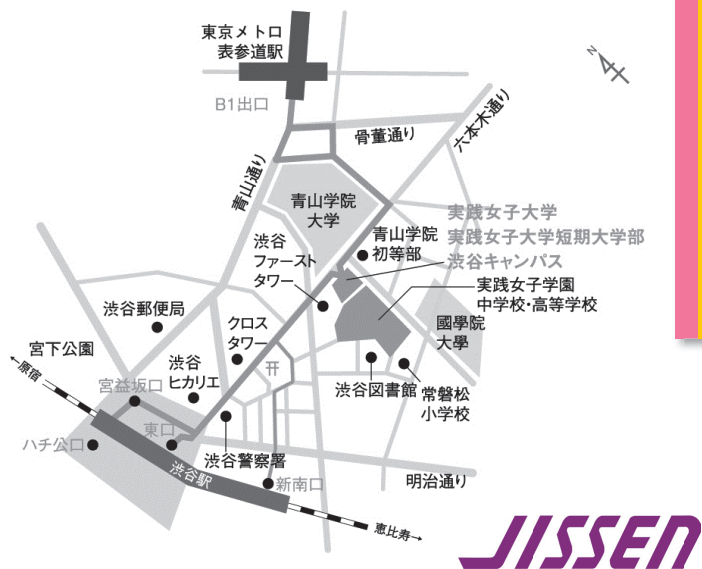 東京メトロ
表参道駅
N
B1出口
骨董通り
六本木通り
青山通り
青山学院
大学
実践女子大学
実践女子大学短期大学部
渋谷キャンパス
青山学院
初等部
渋谷
ファースト
タワー
実践女子学園
中学校・高等学校
渋谷郵便局
國學院
大學
クロス
タワー
宮下公園
渋谷
ヒカリエ
←原宿
宮益坂口
渋谷図書館
常磐松
小学校
ハチ公口
東口
渋谷警察署
渋谷駅
新南口
明治通り
恵比寿→
JISSEN